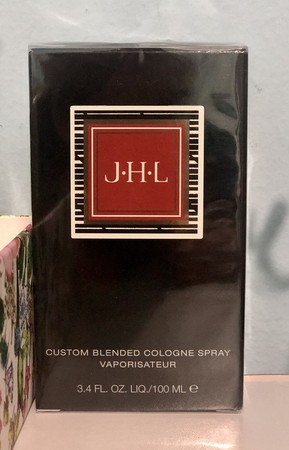 J·H·L
CUSTOM BLENDED COLOGNE SPRAY
VAPORISATEUR
3.4 FL. OZ. LIQ./100 ML ℮